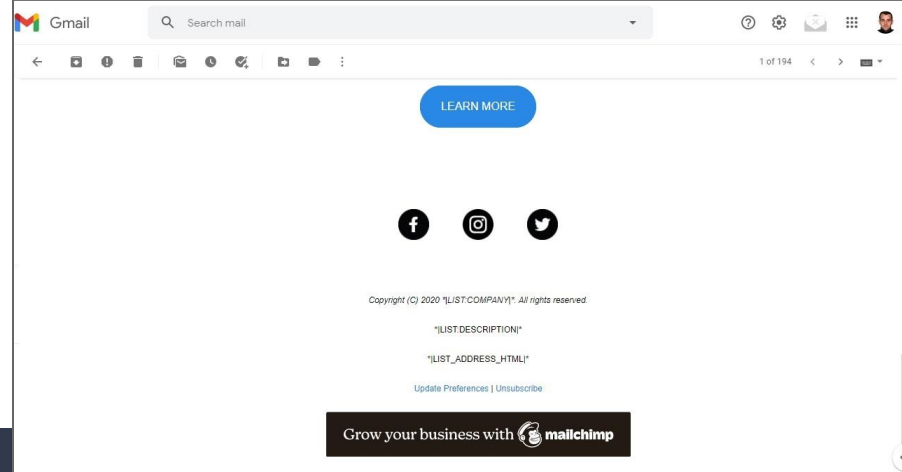 Gmail
Search mail
1 of 194
LEARN MORE
Copyright (C) 2020 *|LIST:COMPANY|*. All rights reserved.
*|LIST:DESCRIPTION|*
*|LIST_ADDRESS_HTML|*
Update Preferences | Unsubscribe
Grow your business with mailchimp